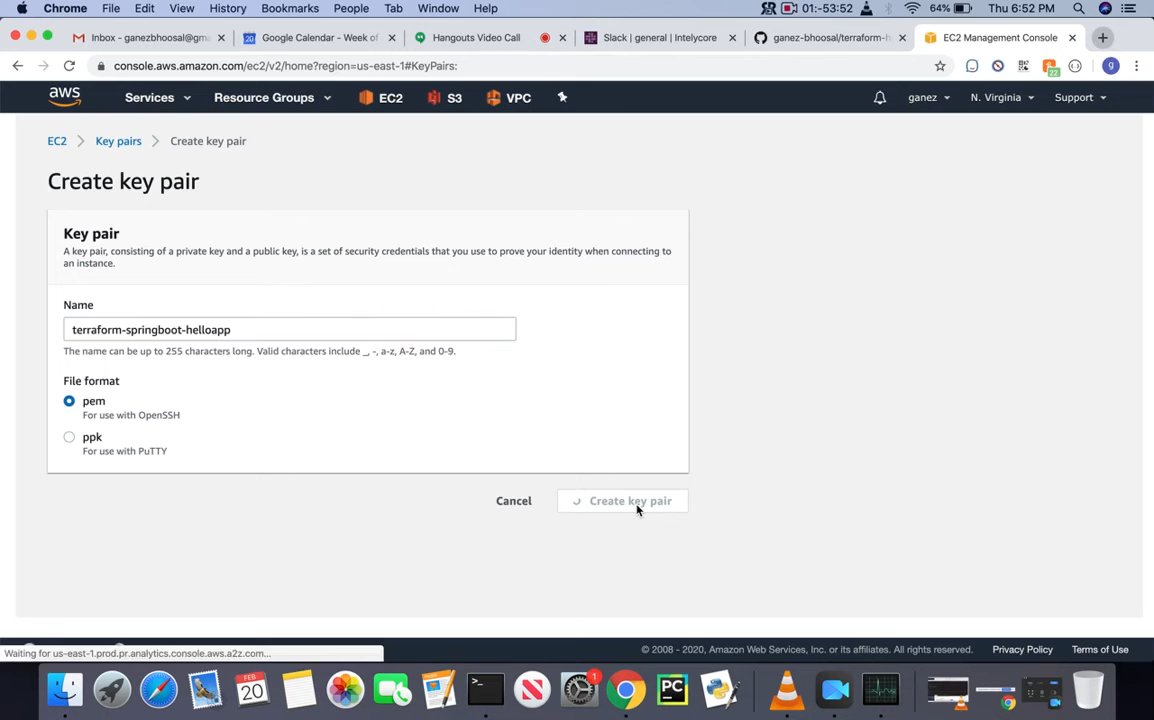 Chrome File Edit View History Bookmarks People Tab Window Help 01:-53:52 64% Thu 6:52 PM
Inbox - ganezbhoosal@gma Google Calendar - Week of Hangouts Video Call Slack | general | Intelycore ganez-bhoosal/terraform-h EC2 Management Console
console.aws.amazon.com/ec2/v2/home?region=us-east-1#KeyPairs: 22 g
aws Services Resource Groups EC2 S3 VPC ganez N. Virginia Support
EC2 Key pairs Create key pair
Create key pair
Key pair
A key pair, consisting of a private key and a public key, is a set of security credentials that you use to prove your identity when connecting to
an instance.
Name
terraform-springboot-helloapp
The name can be up to 255 characters long. Valid characters include _, -, a-z, A-Z, and 0-9.
File format
pem
For use with OpenSSH
ppk
For use with PuTTY
Cancel Create key pair
Waiting for us-east-1.prod.pr.analytics.console.aws.a2z.com...
© 2008 - 2020, Amazon Web Services, Inc. or its affiliates. All rights reserved. Privacy Policy Terms of Use
FEB
20
1
PC